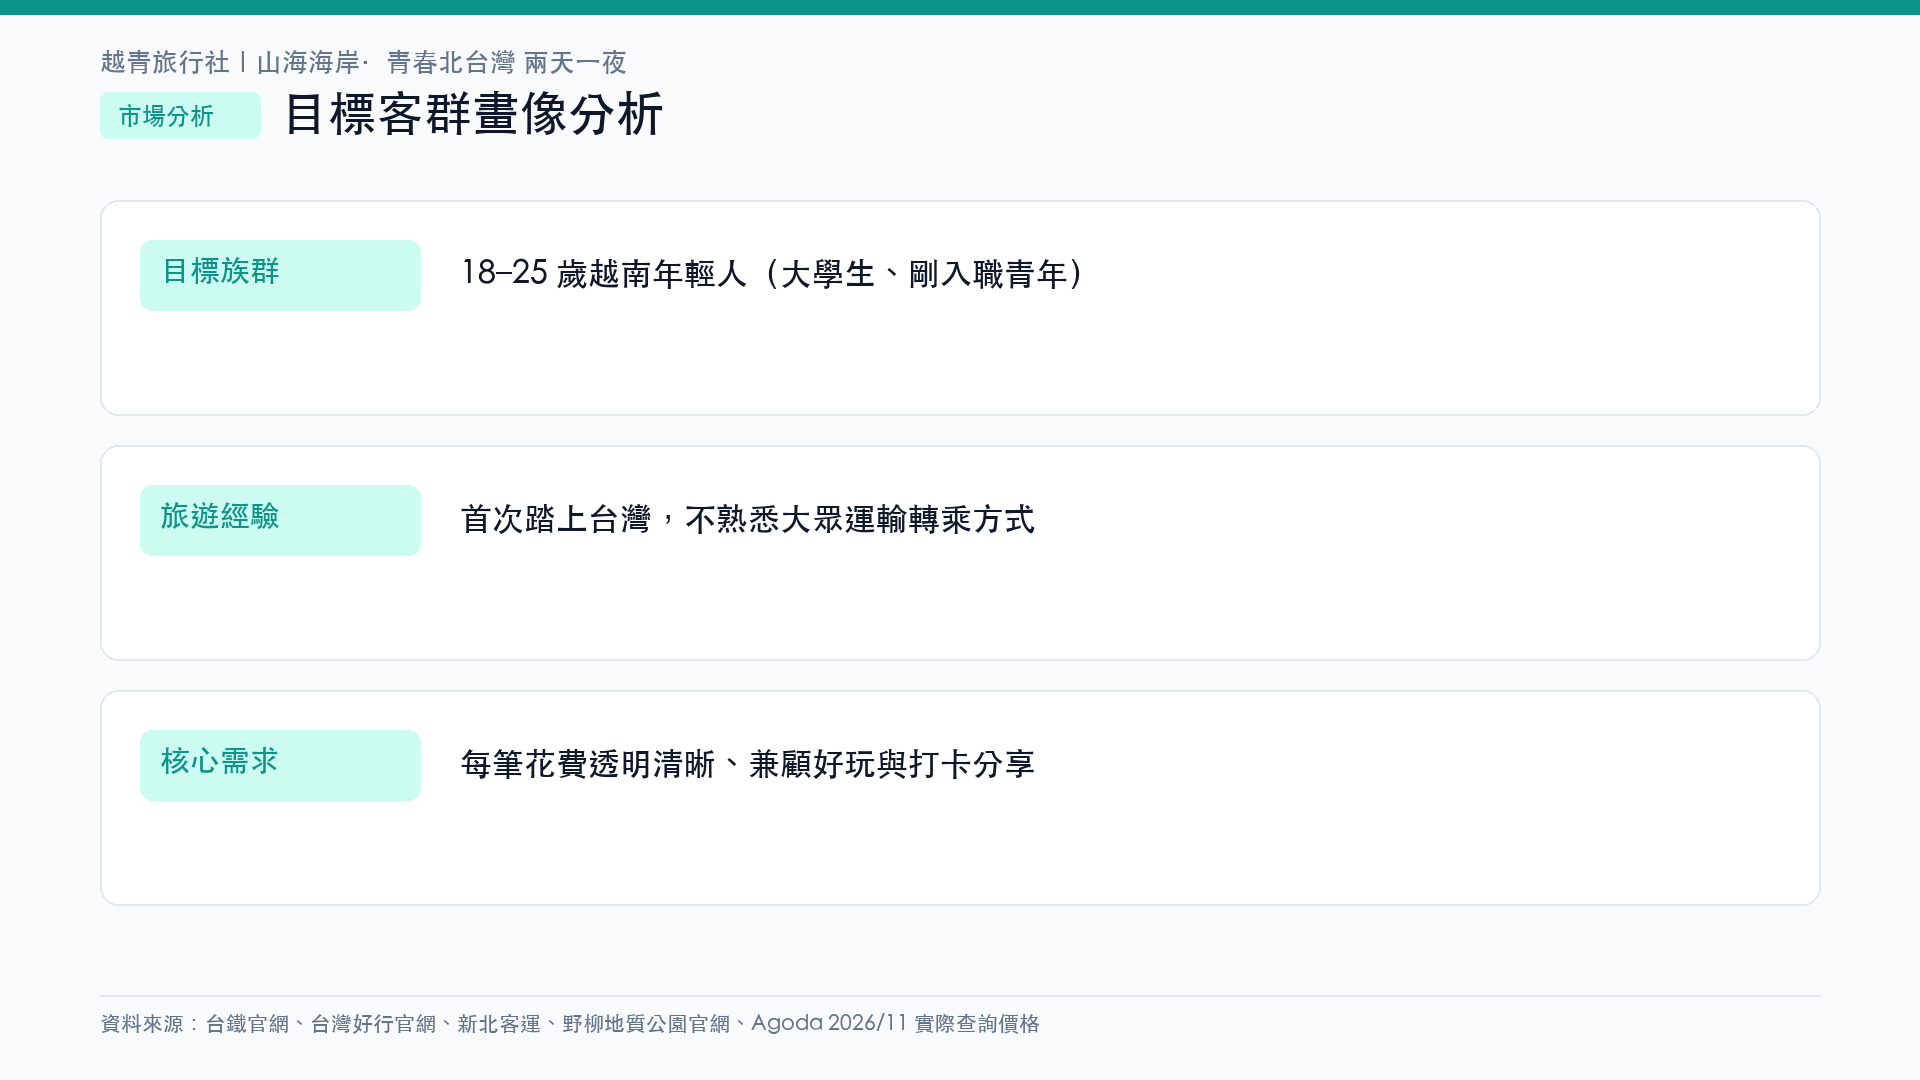 越青旅行社｜山海海岸· 青春北台灣 兩天一夜
市場分析 目標客群畫像分析
目標族群 18–25 歲越南年輕人（大學生、剛入職青年）
旅遊經驗 首次踏上台灣，不熟悉大眾運輸轉乘方式
核心需求 每筆花費透明清晰、兼顧好玩與打卡分享
資料來源：台鐵官網、台灣好行官網、新北客運、野柳地質公園官網、Agoda 2026/11 實際查詢價格